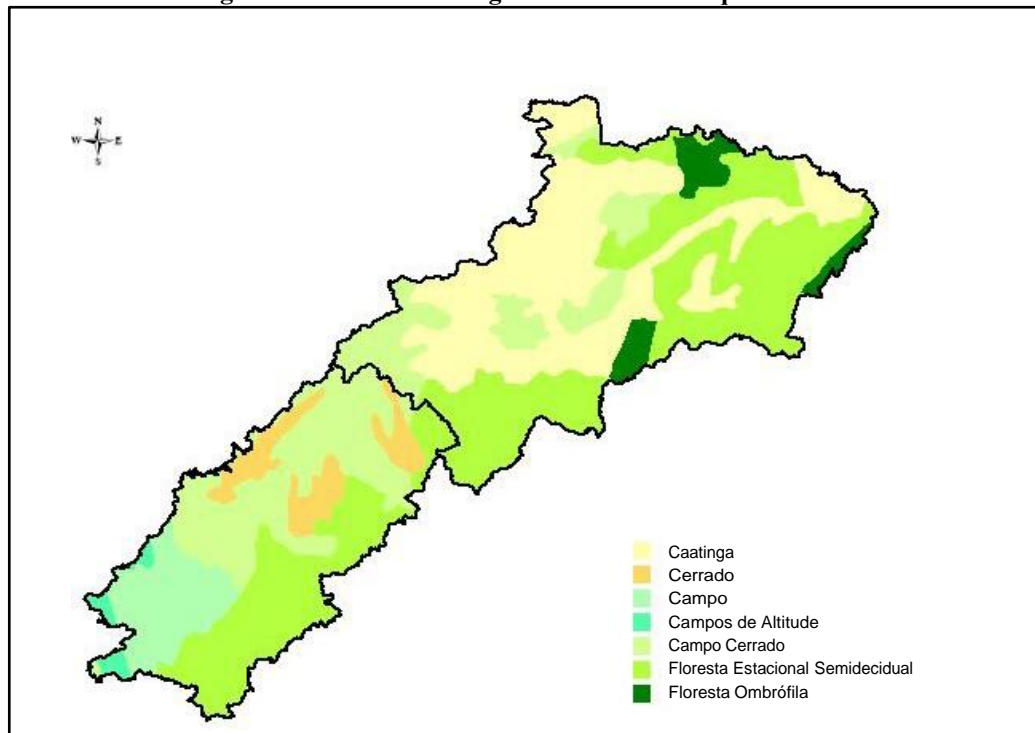 N
W E
S
Caatinga
Cerrado
Campo
Campos de Altitude
Campo Cerrado
Floresta Estacional Semidecidual
Floresta Ombrófila